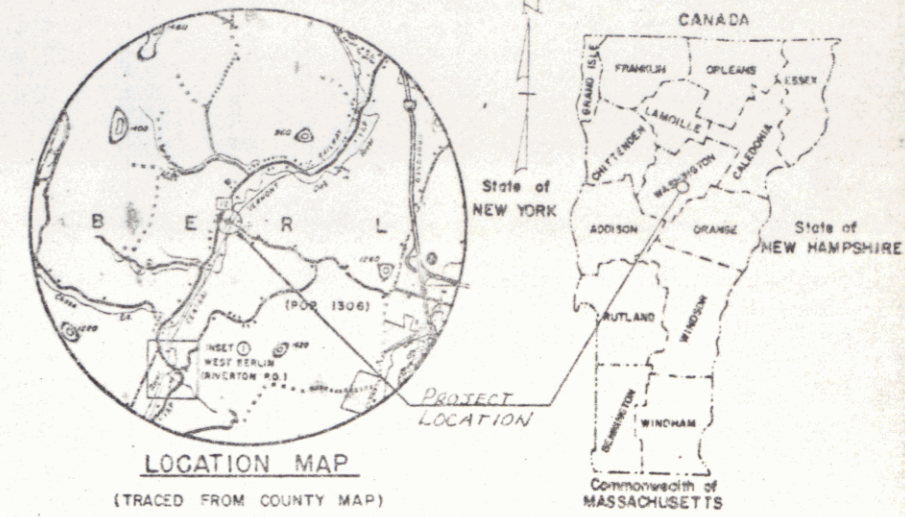 N
CANADA
GRAND ISLE
FRANKLIN
ORLEANS
ESSEX
LAMOILLE
CHITTENDEN
WASHINGTON
CALEDONIA
State of
NEW YORK
ADDISON
ORANGE
State of
NEW HAMPSHIRE
RUTLAND
WINDSOR
BENNINGTON
WINDHAM
Commonwealth of
MASSACHUSETTS
1400
960
B E R L
(POP. 1306)
INSET 1
WEST BERLIN
(RIVERTON P.O.)
PROJECT
LOCATION
LOCATION MAP
(TRACED FROM COUNTY MAP)